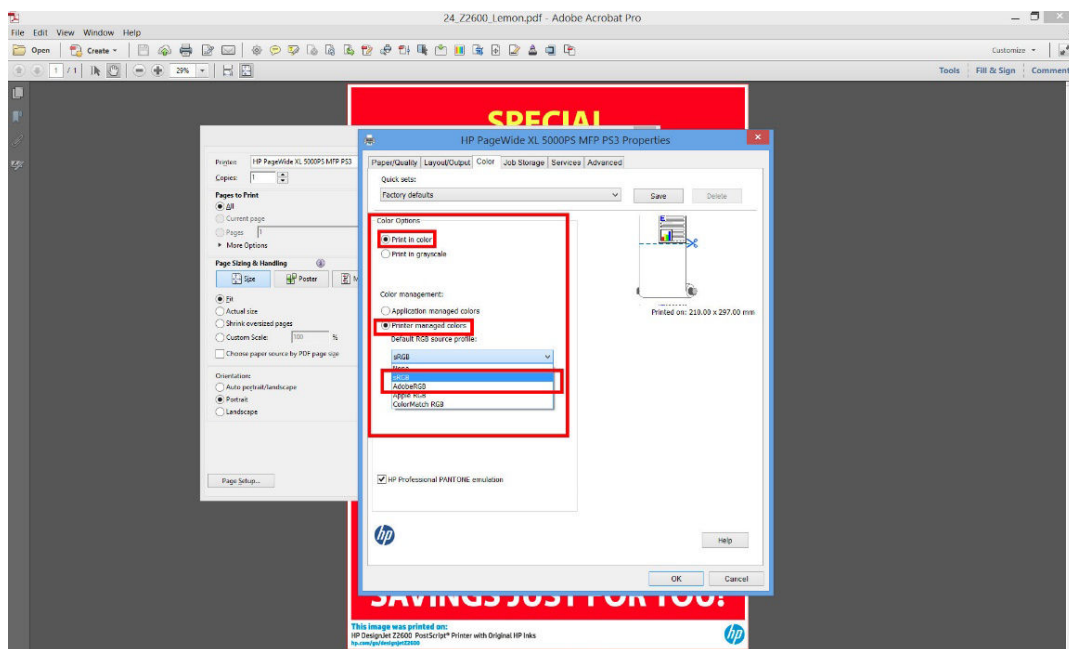 24_Z2600_Lemon.pdf - Adobe Acrobat Pro
File Edit View Window Help
Open Create Customize
1 / 1 29% Tools Fill & Sign Comment
SPECIAL
HP PageWide XL 5000PS MFP PS3 Properties
Printer: HP PageWide XL 5000PS MFP PS3
Copies: 1
Pages to Print
All
Current page
Pages 1
More Options
Page Sizing & Handling
Size Poster
Fit
Actual size
Shrink oversized pages
Custom Scale: 100 %
Choose paper source by PDF page size
Orientation:
Auto portrait/landscape
Portrait
Landscape
Page Setup...
Paper/Quality Layout/Output Color Job Storage Services Advanced
Quick sets:
Factory defaults Save Delete
Color Options
Print in color
Print in grayscale
Color management:
Application managed colors
Printer managed colors
Default RGB source profile:
sRGB
None
sRGB
AdobeRGB
Apple RGB
ColorMatch RGB
HP Professional PANTONE emulation
Printed on: 210.00 x 297.00 mm
hp
Help
OK Cancel
SAVINGS JUST FOR YOU!
This image was printed on:
HP DesignJet Z2600 PostScript® Printer with Original HP Inks
hp.com/go/designjetZ2600
hp